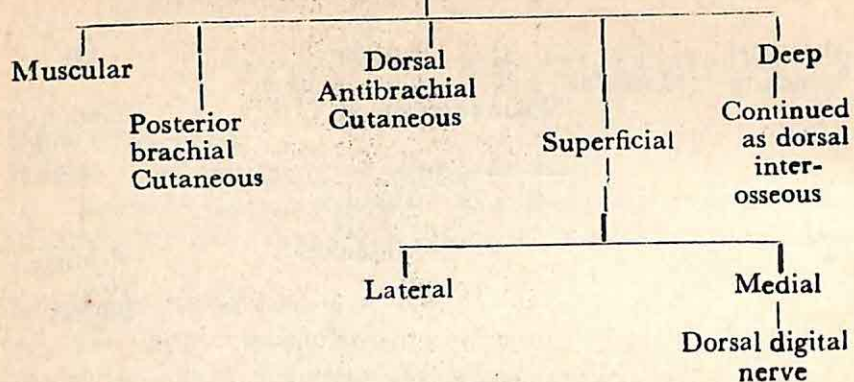 Muscular
Posterior
brachial
Cutaneous
Dorsal
Antibrachial
Cutaneous
Superficial
Deep
Continued
as dorsal
inter-
osseous
Lateral
Medial
Dorsal digital
nerve